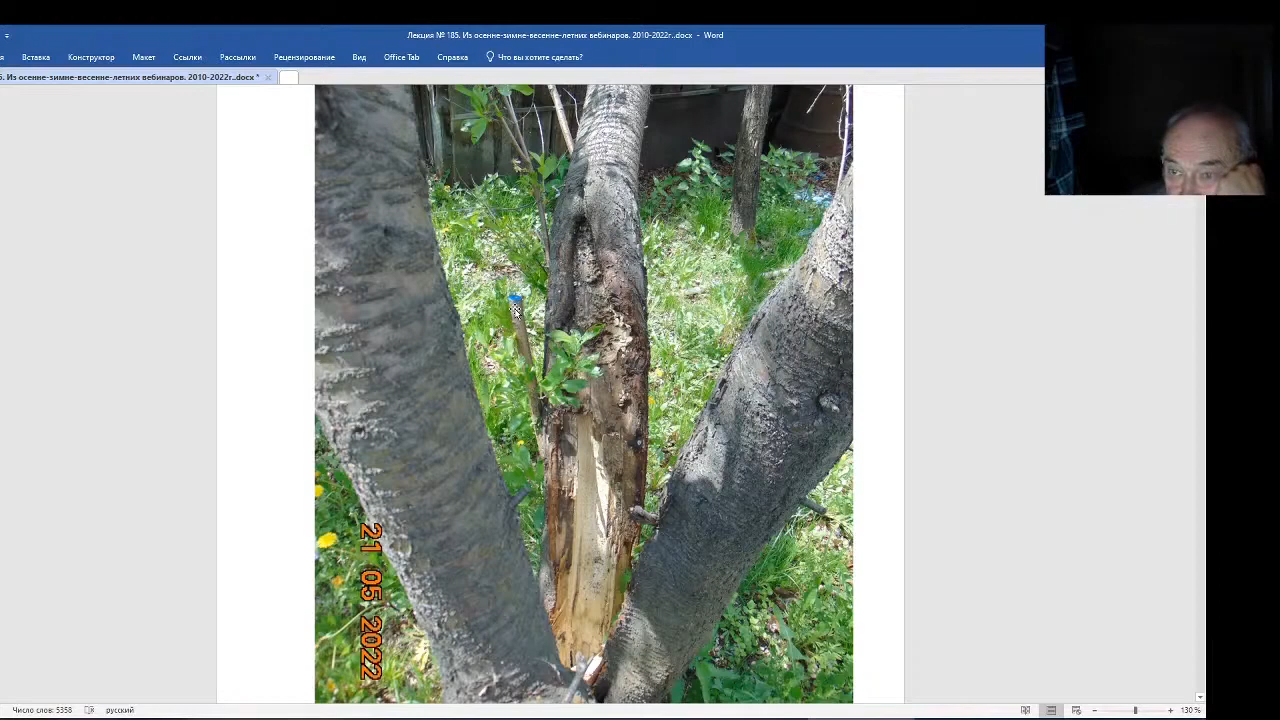 Лекция № 185. Из осенне-зимне-весенне-летних вебинаров. 2010-2022г..docx - Word
Вставка Конструктор Макет Ссылки Рассылки Рецензирование Вид Office Tab Справка Что вы хотите сделать?
5. Из осенне-зимне-весенне-летних вебинаров. 2010-2022г..docx *
21 05 2022
Число слов: 5358 русский 130 %